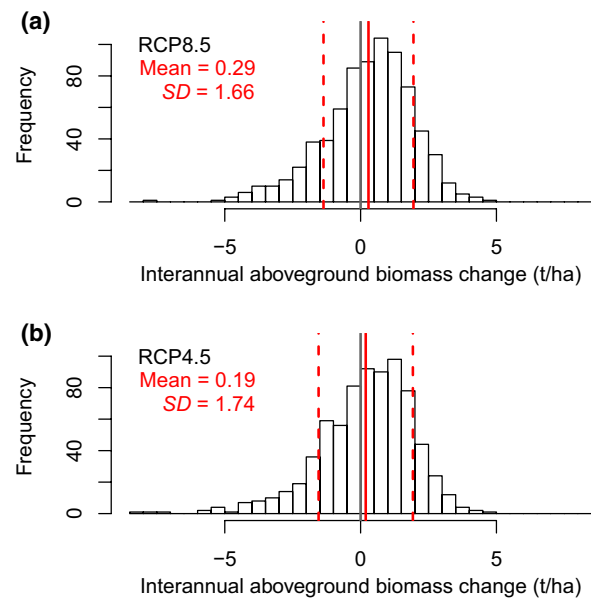 (a)
RCP8.5
Mean = 0.29
SD = 1.66
Frequency
0 40 80
−5 0 5
Interannual aboveground biomass change (t/ha)
(b)
RCP4.5
Mean = 0.19
SD = 1.74
Frequency
0 40 80
−5 0 5
Interannual aboveground biomass change (t/ha)